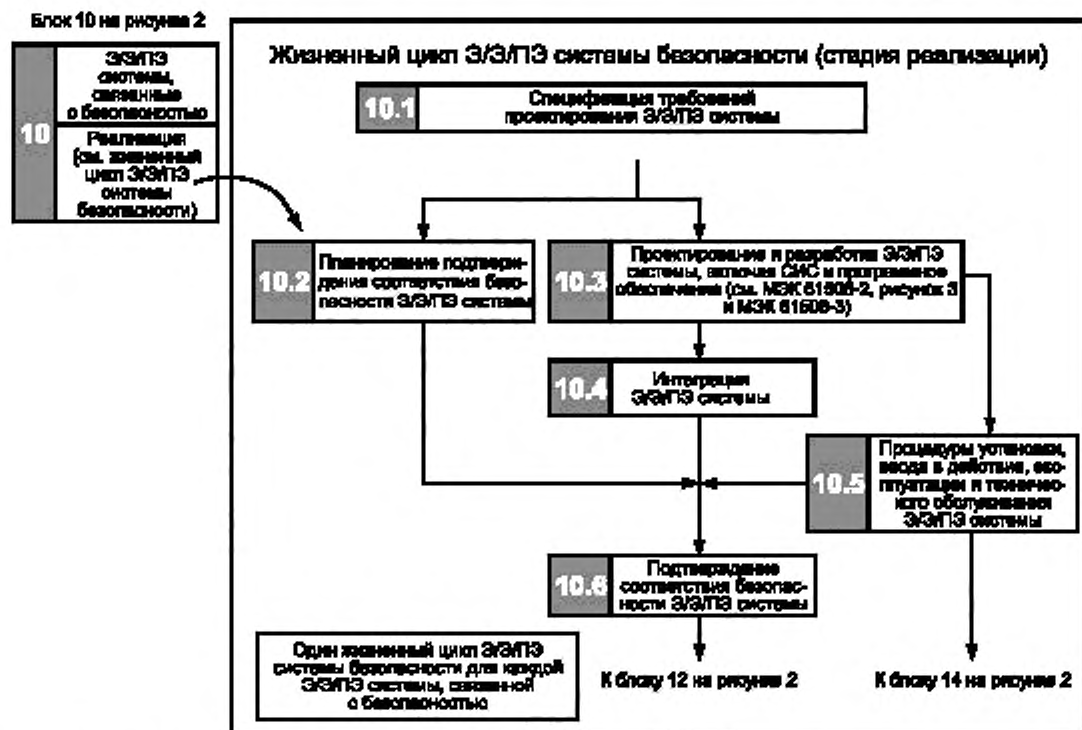 Блок 10 на рисунке 2
Э/Э/ПЭ
системы,
связанные
с безопасностью
10
Реализация
(см. жизненный
цикл Э/Э/ПЭ
системы
безопасности)
Жизненный цикл Э/Э/ПЭ системы безопасности (стадия реализации)
10.1
Спецификация требований
проектирования Э/Э/ПЭ системы
10.2
Планирование подтверж-
дения соответствия безо-
пасности Э/Э/ПЭ системы
10.3
Проектирование и разработка Э/Э/ПЭ
системы, включая СИС и программное
обеспечение (см. МЭК 61508-2, рисунок 3
и МЭК 61508-3)
10.4
Интеграция
Э/Э/ПЭ системы
10.5
Процедуры установки,
ввода в действие, экс-
плуатации и техничес-
кого обслуживания
Э/Э/ПЭ системы
10.6
Подтверждение
соответствия безопас-
ности Э/Э/ПЭ системы
Один жизненный цикл Э/Э/ПЭ
системы безопасности для каждой
Э/Э/ПЭ системы, связанной
с безопасностью
К блоку 12 на рисунке 2
К блоку 14 на рисунке 2